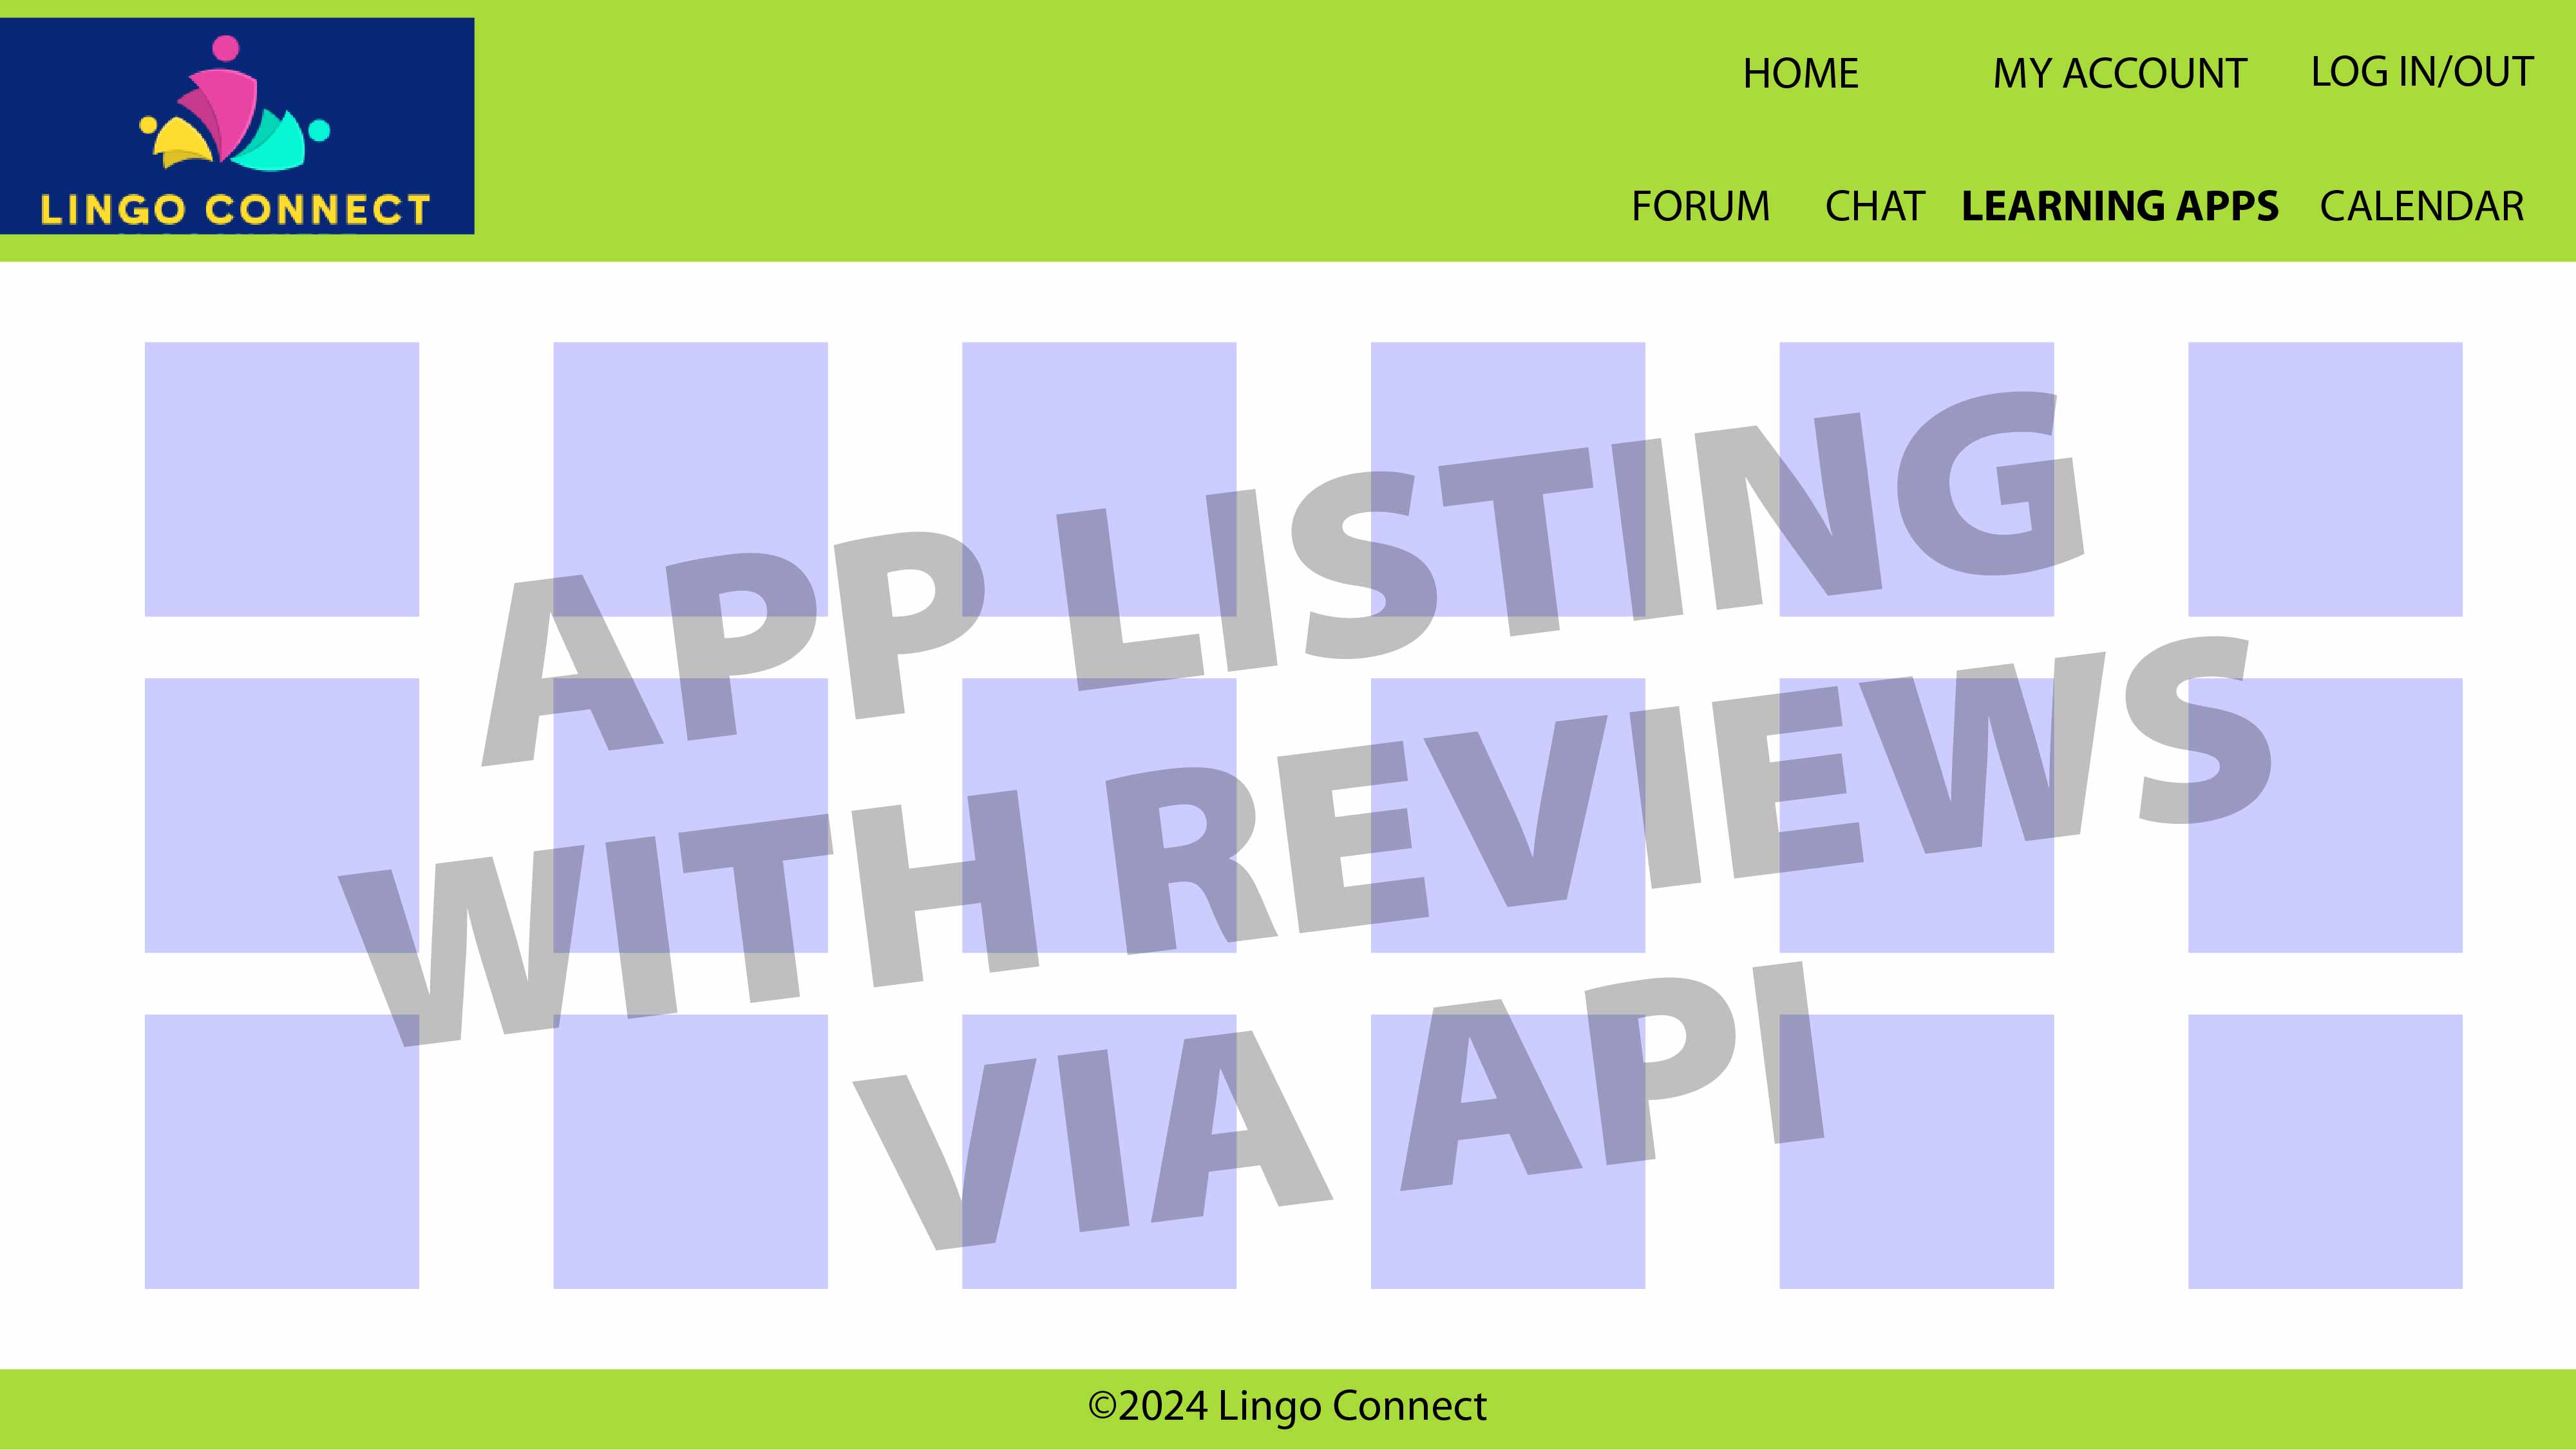 LINGO CONNECT
HOME MY ACCOUNT LOG IN/OUT
FORUM CHAT LEARNING APPS CALENDAR
APP LISTING
WITH REVIEWS
VIA API
©2024 Lingo Connect